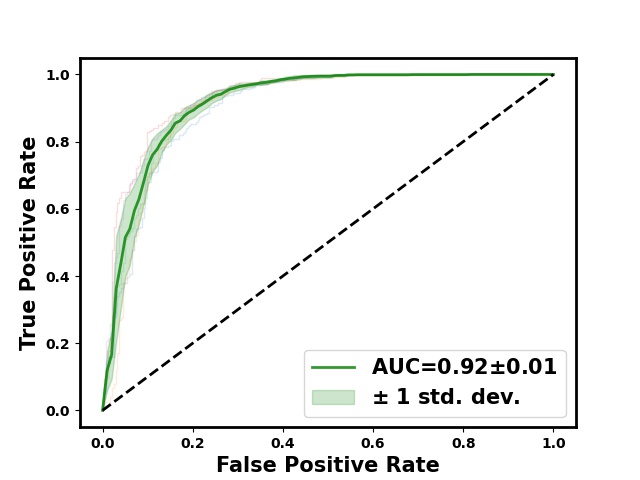 1.0
0.8
0.6
0.4
0.2
0.0
True Positive Rate
AUC=0.92±0.01
± 1 std. dev.
0.0 0.2 0.4 0.6 0.8 1.0
False Positive Rate